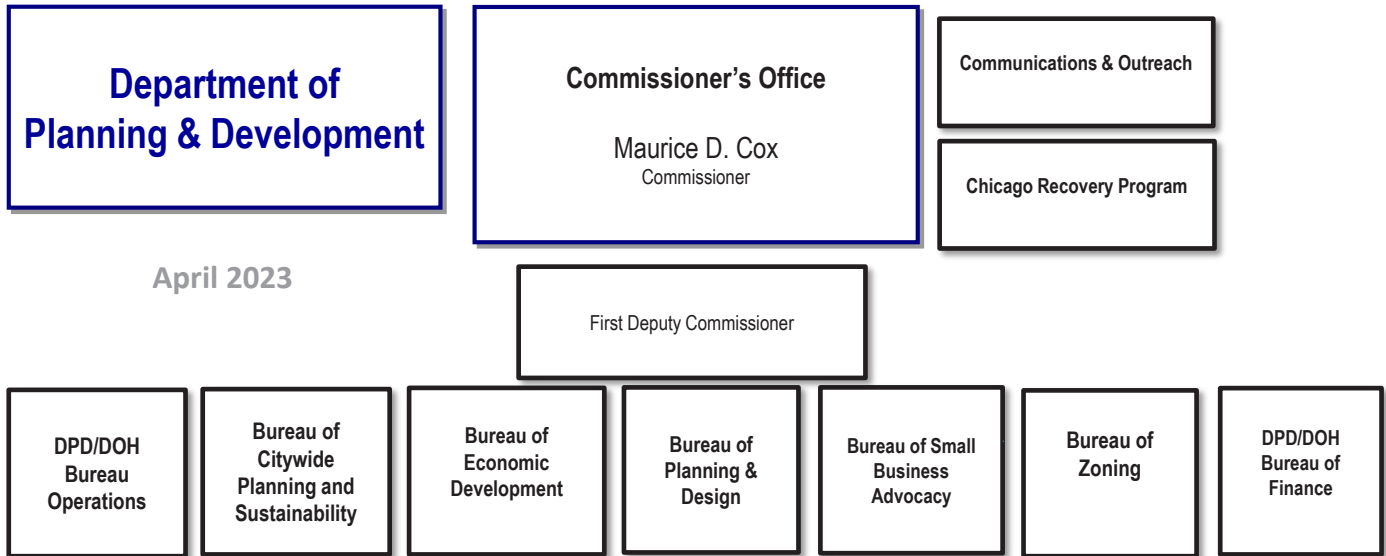 Department of
Planning & Development
Commissioner's Office
Maurice D. Cox
Commissioner
Communications & Outreach
Chicago Recovery Program
April 2023
First Deputy Commissioner
DPD/DOH
Bureau
Operations
Bureau of
Citywide
Planning and
Sustainability
Bureau of
Economic
Development
Bureau of
Planning &
Design
Bureau of Small
Business
Advocacy
Bureau of
Zoning
DPD/DOH
Bureau of
Finance